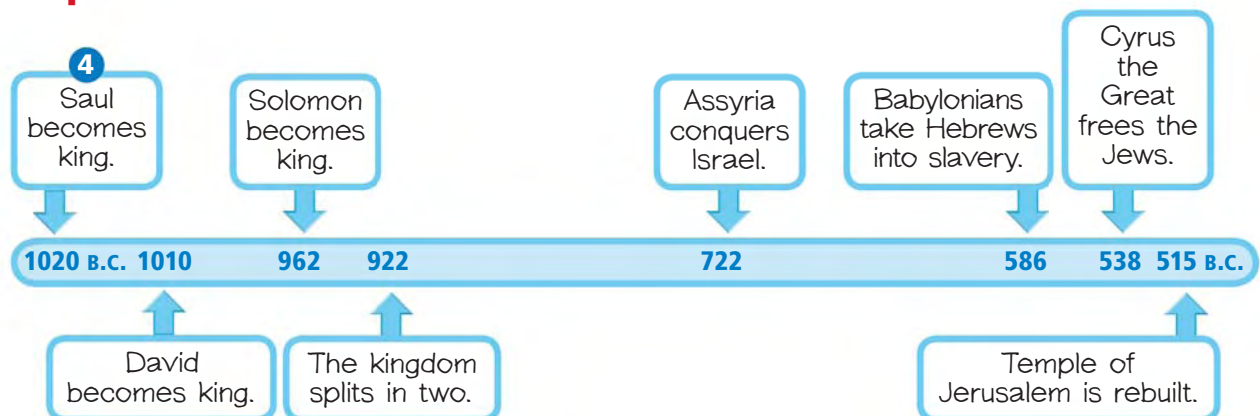 4
Saul
becomes
king.
Solomon
becomes
king.
Assyria
conquers
Israel.
Babylonians
take Hebrews
into slavery.
Cyrus
the
Great
frees the
Jews.
1020 B.C. 1010 962 922 722 586 538 515 B.C.
David
becomes king.
The kingdom
splits in two.
Temple of
Jerusalem is rebuilt.